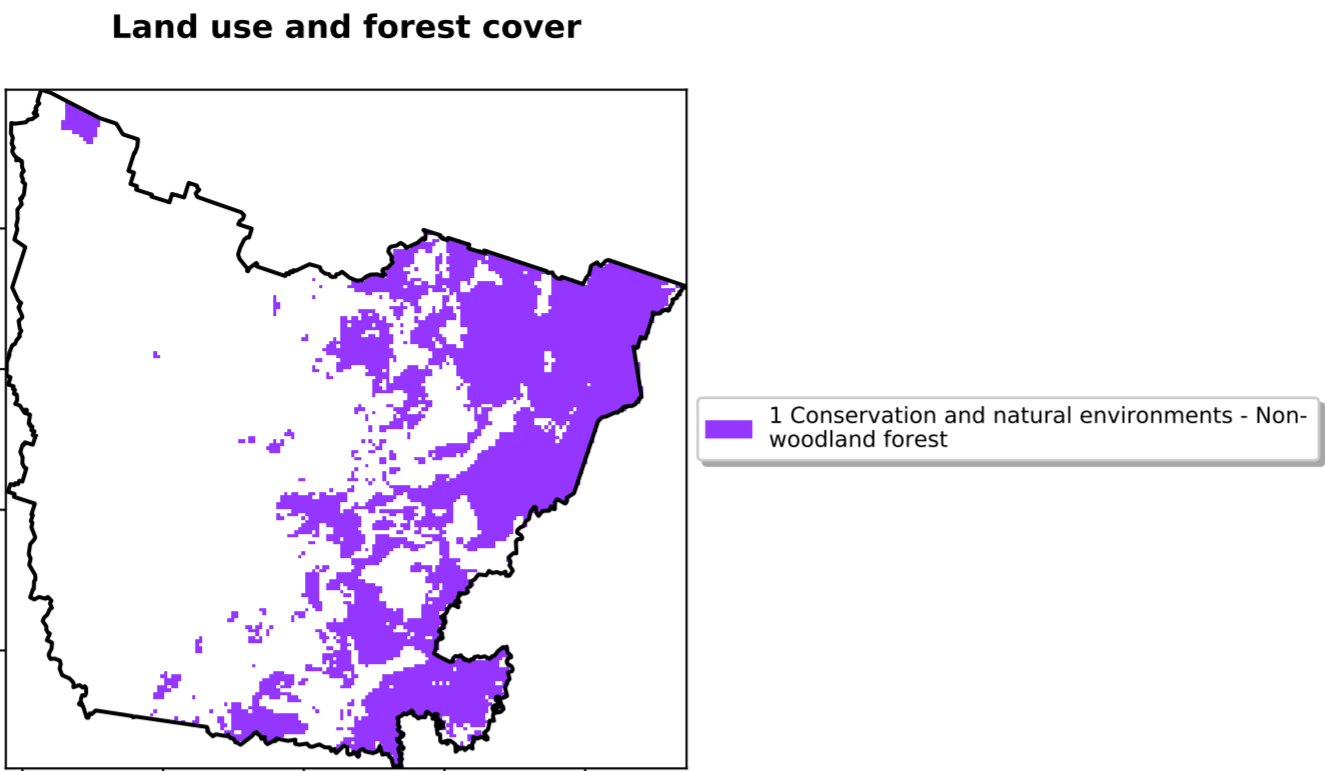 Land use and forest cover
1 Conservation and natural environments - Non-
woodland forest